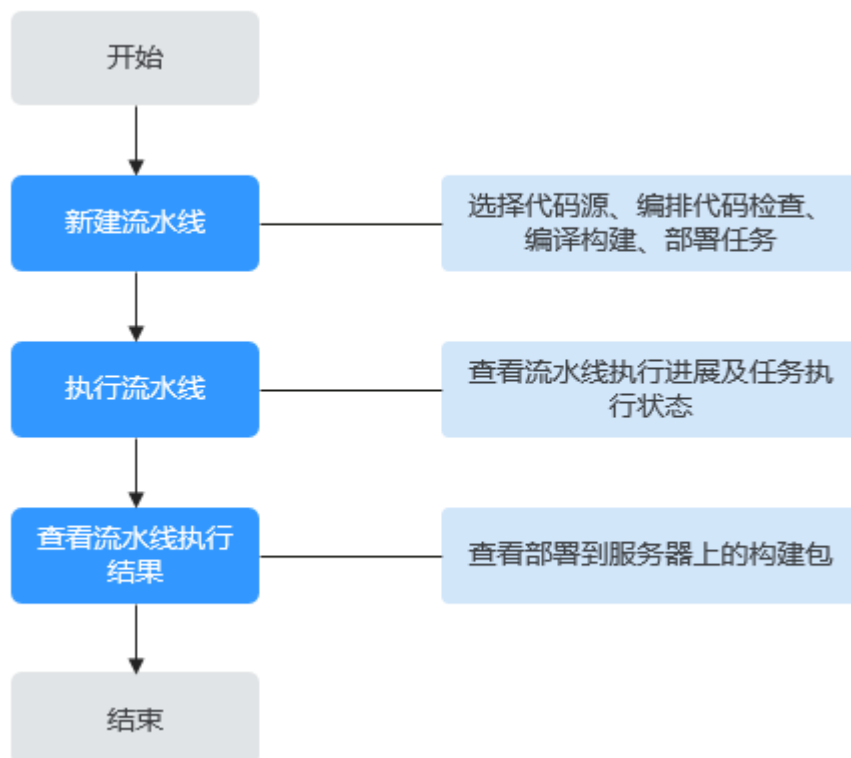 开始
新建流水线
选择代码源、编排代码检查、
编译构建、部署任务
执行流水线
查看流水线执行进展及任务执
行状态
查看流水线执行
结果
查看部署到服务器上的构建包
结束